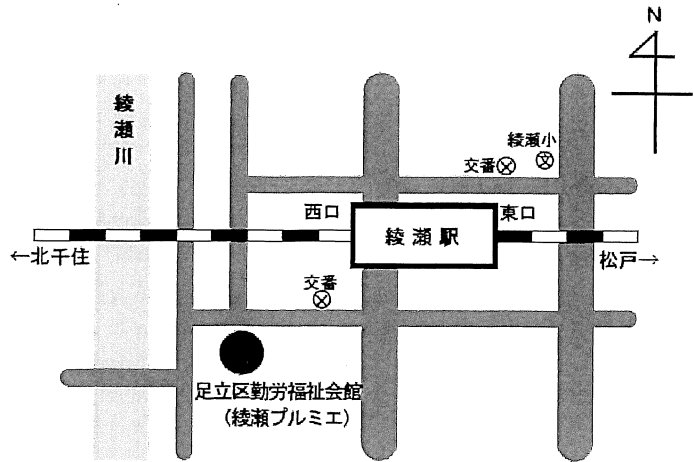 N
綾瀬川
綾瀬小
文
交番
西口
綾瀬駅
東口
←北千住
松戸→
交番
足立区勤労福祉会館
(綾瀬プルミエ)